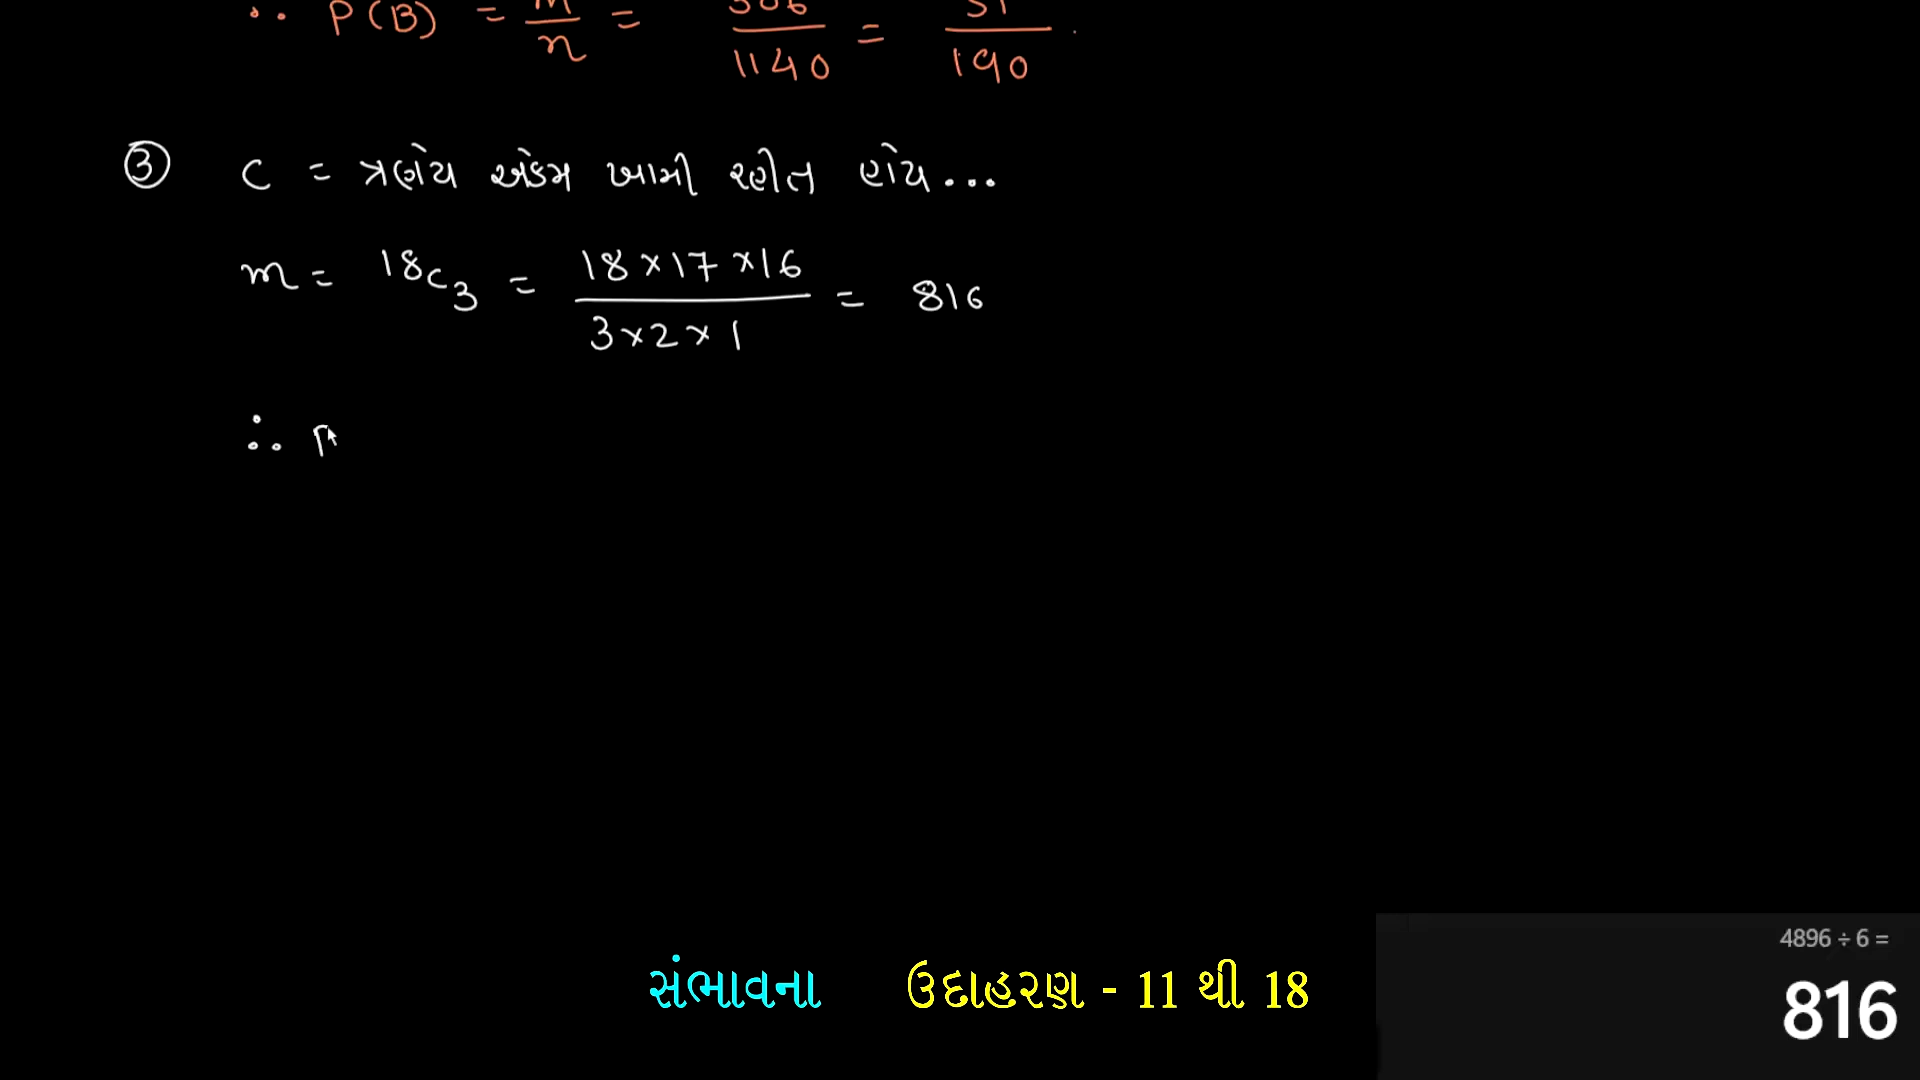 ∴ P(B) = m/n = 306/1140 = 51/190 .
③ C = ત્રણેય એકમ ખામી રહીત હોય...
m = ¹⁸C₃ = 18×17×16 / 3×2×1 = 816
∴
4896 ÷ 6 =
સંભાવના ઉદાહરણ - 11 થી 18
816